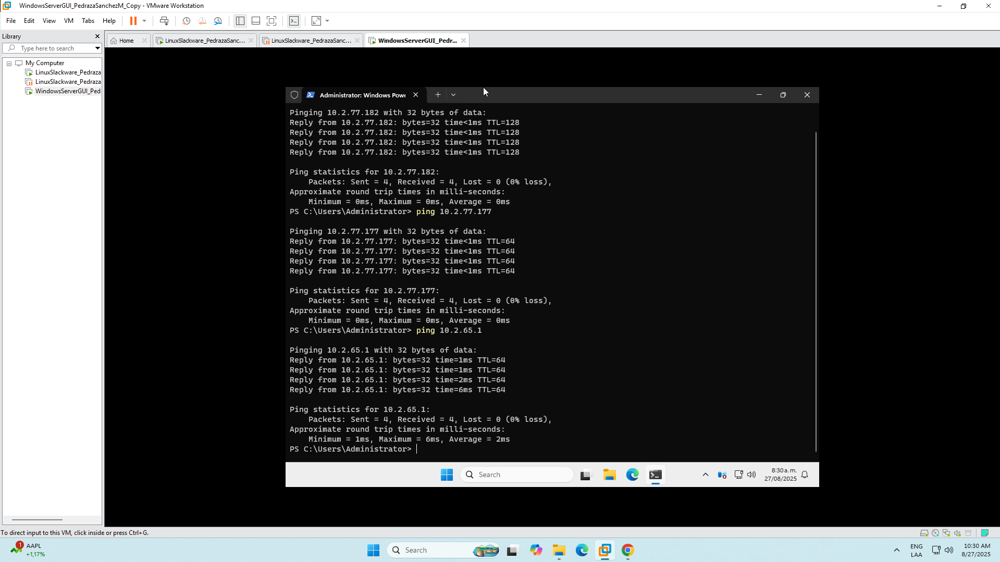 WindowsServerGUI_PedrazaSanchezM_Copy - VMware Workstation
File Edit View VM Tabs Help
Library
Type here to search
My Computer
LinuxSlackware_Pedraza
LinuxSlackware_Pedraza
WindowsServerGUI_Ped
Home
LinuxSlackware_PedrazaSanc...
LinuxSlackware_PedrazaSanc...
WindowsServerGUI_Pedr...
Administrator: Windows Powe
Pinging 10.2.77.182 with 32 bytes of data:
Reply from 10.2.77.182: bytes=32 time<1ms TTL=128
Reply from 10.2.77.182: bytes=32 time<1ms TTL=128
Reply from 10.2.77.182: bytes=32 time<1ms TTL=128
Reply from 10.2.77.182: bytes=32 time<1ms TTL=128
Ping statistics for 10.2.77.182:
Packets: Sent = 4, Received = 4, Lost = 0 (0% loss),
Approximate round trip times in milli-seconds:
Minimum = 0ms, Maximum = 0ms, Average = 0ms
PS C:\Users\Administrator> ping 10.2.77.177
Pinging 10.2.77.177 with 32 bytes of data:
Reply from 10.2.77.177: bytes=32 time<1ms TTL=64
Reply from 10.2.77.177: bytes=32 time<1ms TTL=64
Reply from 10.2.77.177: bytes=32 time<1ms TTL=64
Reply from 10.2.77.177: bytes=32 time<1ms TTL=64
Ping statistics for 10.2.77.177:
Packets: Sent = 4, Received = 4, Lost = 0 (0% loss),
Approximate round trip times in milli-seconds:
Minimum = 0ms, Maximum = 0ms, Average = 0ms
PS C:\Users\Administrator> ping 10.2.65.1
Pinging 10.2.65.1 with 32 bytes of data:
Reply from 10.2.65.1: bytes=32 time=1ms TTL=64
Reply from 10.2.65.1: bytes=32 time=1ms TTL=64
Reply from 10.2.65.1: bytes=32 time=2ms TTL=64
Reply from 10.2.65.1: bytes=32 time=6ms TTL=64
Ping statistics for 10.2.65.1:
Packets: Sent = 4, Received = 4, Lost = 0 (0% loss),
Approximate round trip times in milli-seconds:
Minimum = 1ms, Maximum = 6ms, Average = 2ms
PS C:\Users\Administrator>
Search
8:30 a. m.
27/08/2025
To direct input to this VM, click inside or press Ctrl+G.
1
AAPL
+1,17%
Search
ENG
LAA
10:30 AM
8/27/2025